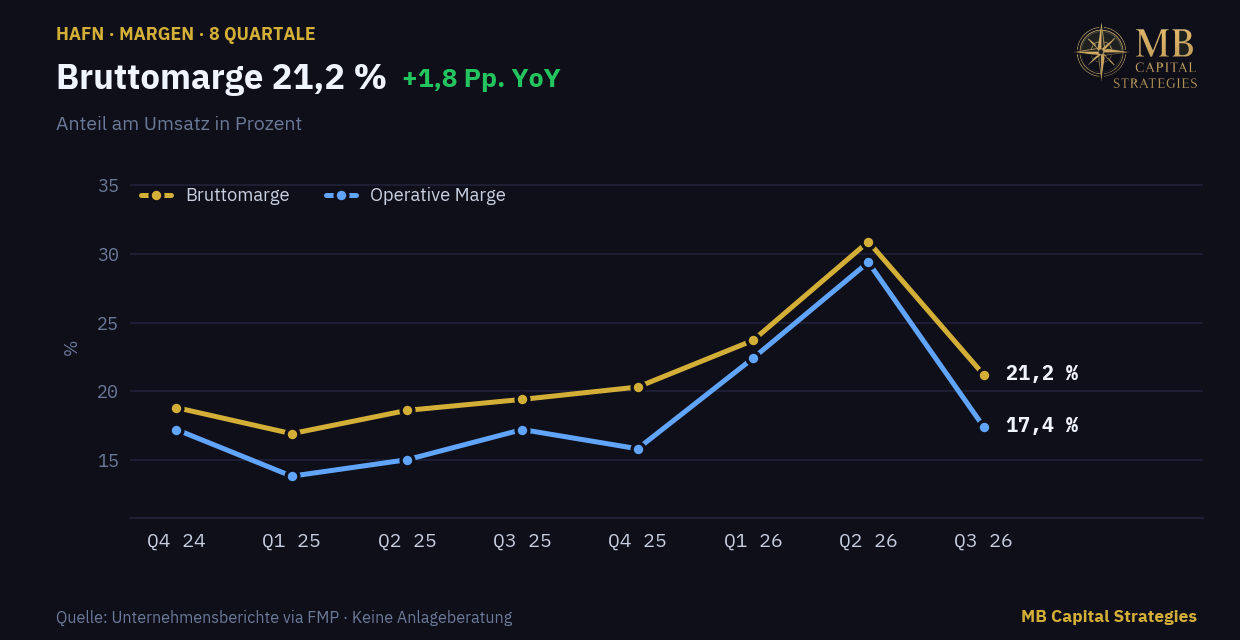 HAFN · MARGEN · 8 QUARTALE
Bruttomarge 21,2 % +1,8 Pp. YoY
Anteil am Umsatz in Prozent
MB
CAPITAL
STRATEGIES
Bruttomarge Operative Marge
35
30
25
20
15
%
21,2 %
17,4 %
Q4 24 Q1 25 Q2 25 Q3 25 Q4 25 Q1 26 Q2 26 Q3 26
Quelle: Unternehmensberichte via FMP · Keine Anlageberatung
MB Capital Strategies